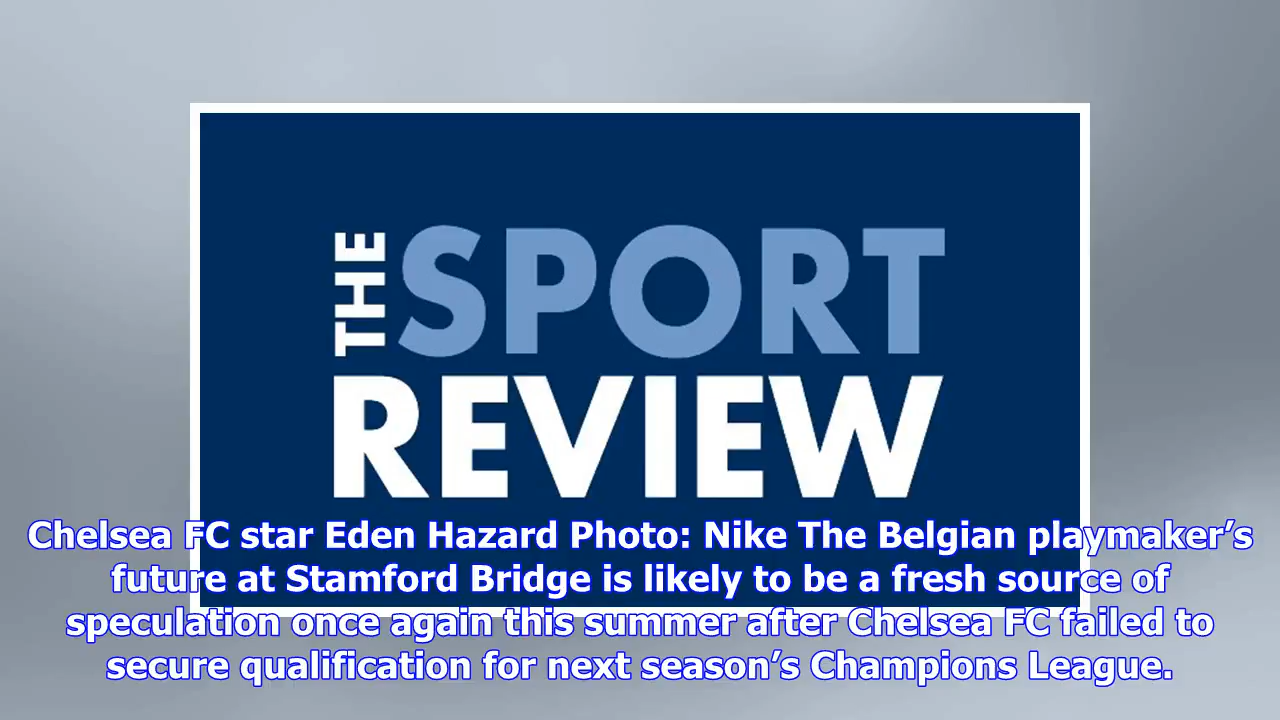 THE SPORT
REVIEW
Chelsea FC star Eden Hazard Photo: Nike The Belgian playmaker’s
future at Stamford Bridge is likely to be a fresh source of
speculation once again this summer after Chelsea FC failed to
secure qualification for next season’s Champions League.